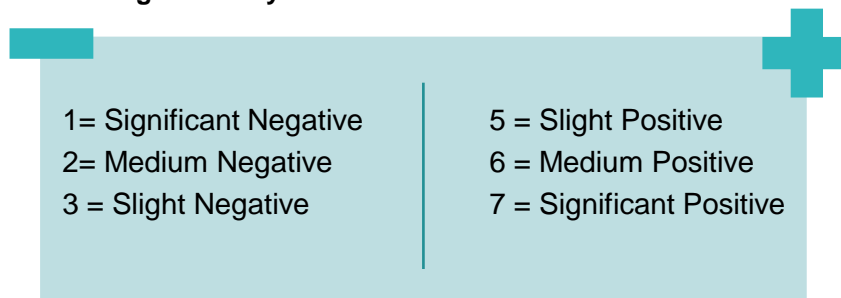 1= Significant Negative
2= Medium Negative
3 = Slight Negative
5 = Slight Positive
6 = Medium Positive
7 = Significant Positive